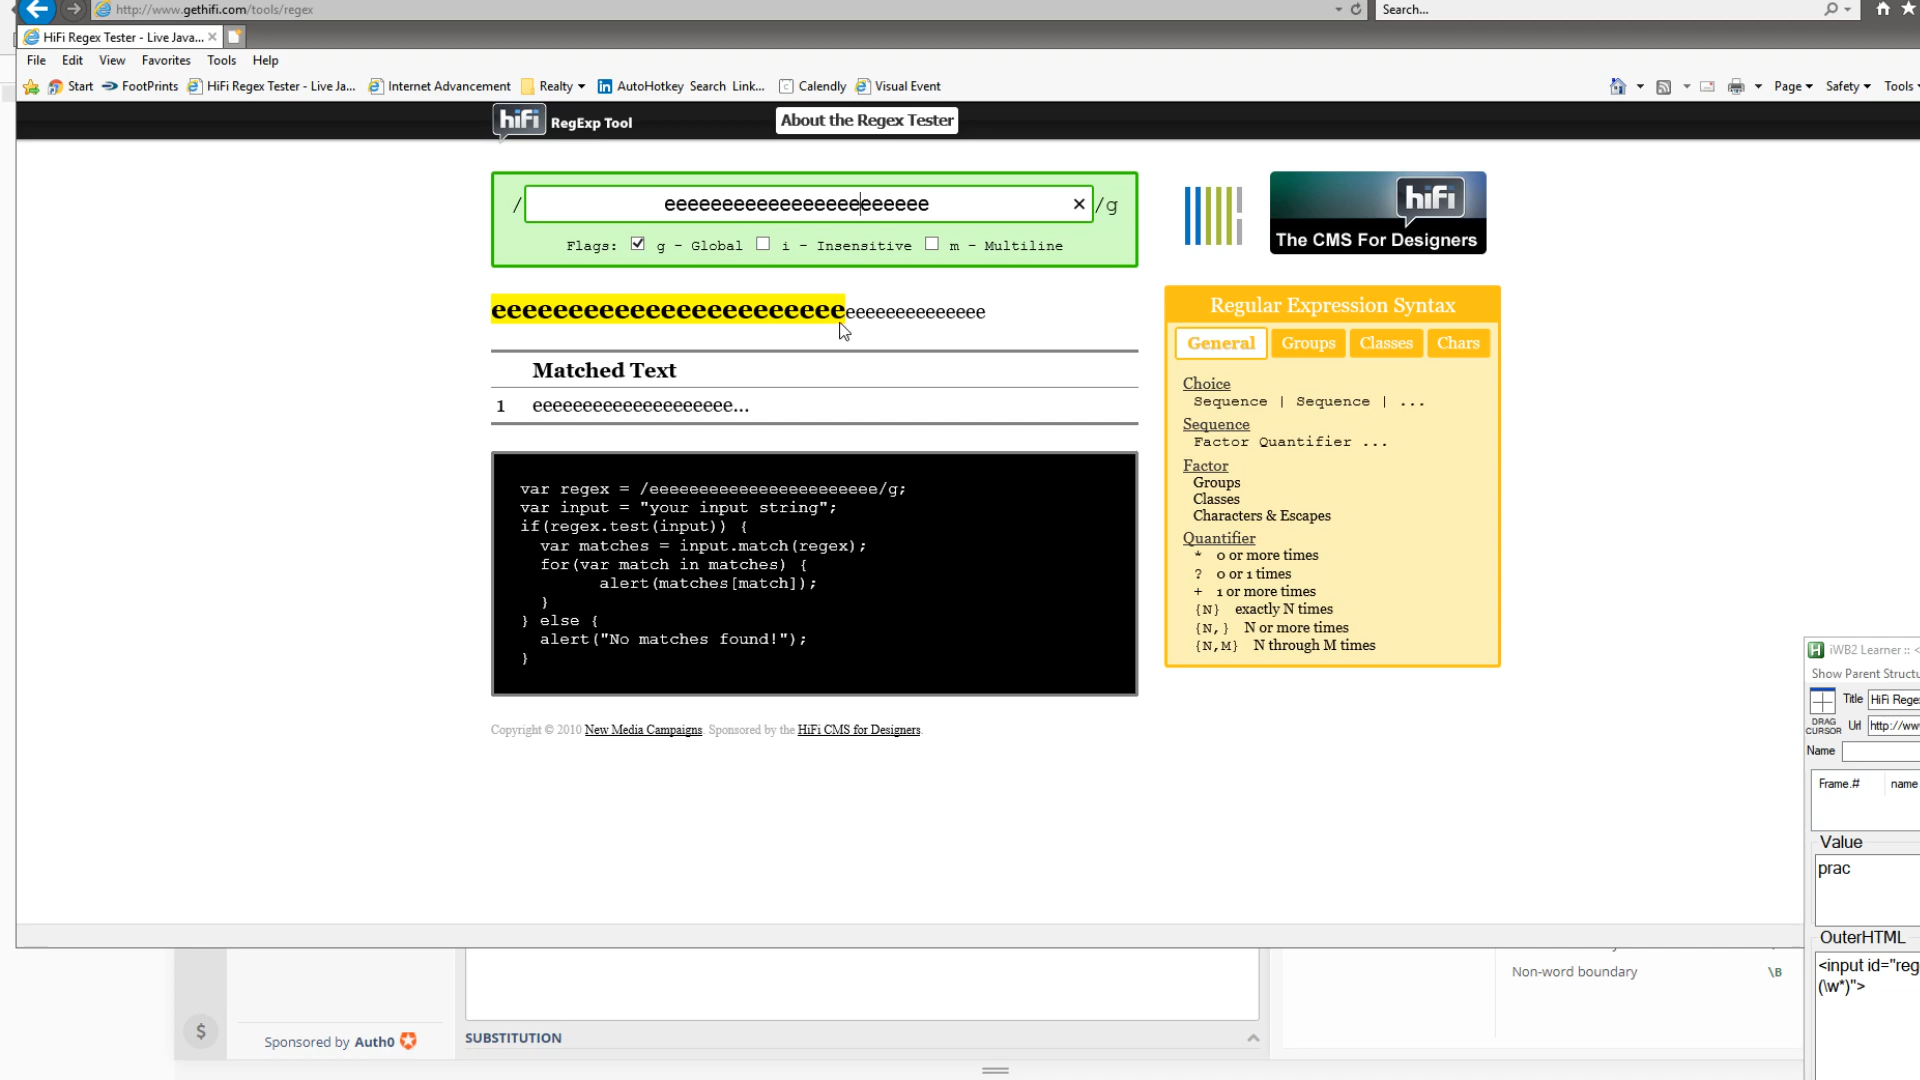 http://www.gethifi.com/tools/regex
Search...
HiFi Regex Tester - Live Java...
File Edit View Favorites Tools Help
Start FootPrints HiFi Regex Tester - Live Ja... Internet Advancement Realty AutoHotkey Search Link... Calendly Visual Event
Page Safety Tools
hifi RegExp Tool About the Regex Tester
/ eeeeeeeeeeeeeeeeeeeeeee × /g
Flags: g - Global i - Insensitive m - Multiline
eeeeeeeeeeeeeeeeeeeeeeeeeeeeeeeeeeeee
Matched Text
1 eeeeeeeeeeeeeeeeeeee...
var regex = /eeeeeeeeeeeeeeeeeeeeeee/g;
var input = "your input string";
if(regex.test(input)) {
var matches = input.match(regex);
for(var match in matches) {
alert(matches[match]);
}
} else {
alert("No matches found!");
}
Copyright © 2010 New Media Campaigns. Sponsored by the HiFi CMS for Designers.
hifi
The CMS For Designers
Regular Expression Syntax
General Groups Classes Chars
Choice
Sequence | Sequence | ...
Sequence
Factor Quantifier ...
Factor
Groups
Classes
Characters & Escapes
Quantifier
* 0 or more times
? 0 or 1 times
+ 1 or more times
{N} exactly N times
{N,} N or more times
{N,M} N through M times
iWB2 Learner :: <
Show Parent Structu
Title HiFi Rege
DRAG CURSOR
Url http://ww
Name
Frame.# name
Value
prac
OuterHTML
<input id="reg
(\w*)">
Non-word boundary \B
$
Sponsored by Auth0
SUBSTITUTION